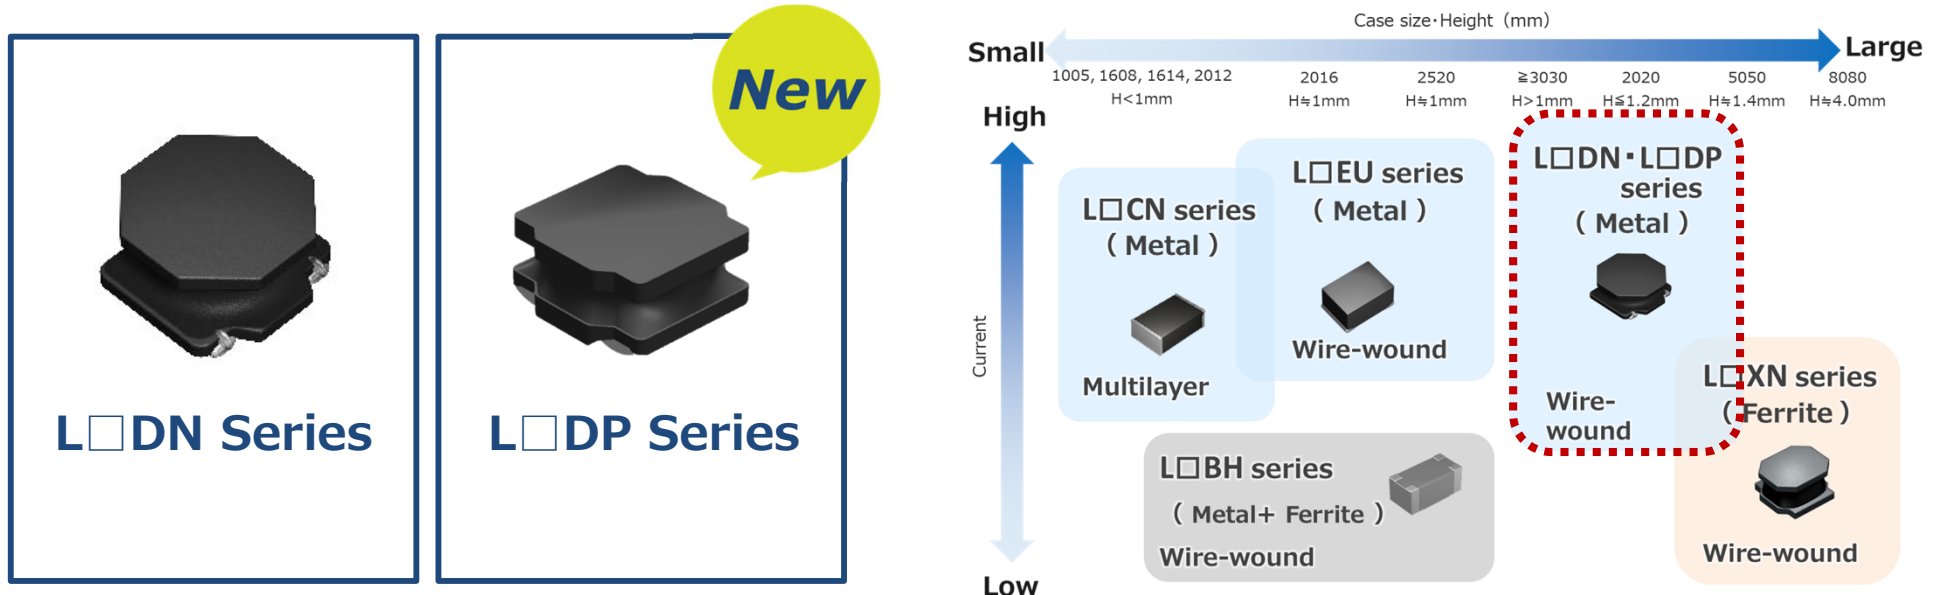 New
L□DN Series
L□DP Series
Case size･Height（mm）
Small
Large
1005, 1608, 1614, 2012
H<1mm
2016
H≒1mm
2520
H≒1mm
≧3030
H>1mm
2020
H≦1.2mm
5050
H≒1.4mm
8080
H≒4.0mm
High
Current
Low
L□CN series
( Metal )
Multilayer
L□EU series
( Metal )
Wire-wound
L□DN･L□DP
series
( Metal )
Wire-
wound
L□XN series
( Ferrite )
Wire-wound
L□BH series
( Metal+ Ferrite )
Wire-wound